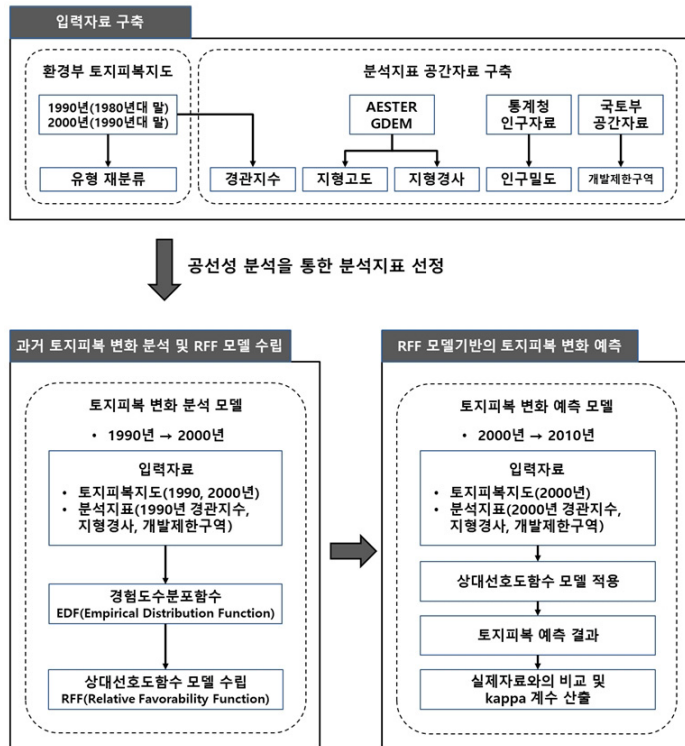 입력자료 구축
환경부 토지피복지도
1990년(1980년대 말)
2000년(1990년대 말)
유형 재분류
분석지표 공간자료 구축
AESTER
GDEM
통계청
인구자료
국토부
공간자료
경관지수
지형고도
지형경사
인구밀도
개발제한구역
공선성 분석을 통한 분석지표 선정
과거 토지피복 변화 분석 및 RFF 모델 수립
토지피복 변화 분석 모델
• 1990년 → 2000년
입력자료
• 토지피복지도(1990, 2000년)
• 분석지표(1990년 경관지수,
지형경사, 개발제한구역)
경험도수분포함수
EDF(Empirical Distribution Function)
상대선호도함수 모델 수립
RFF(Relative Favorability Function)
RFF 모델기반의 토지피복 변화 예측
토지피복 변화 예측 모델
• 2000년 → 2010년
입력자료
• 토지피복지도(2000년)
• 분석지표(2000년 경관지수,
지형경사, 개발제한구역)
상대선호도함수 모델 적용
토지피복 예측 결과
실제자료와의 비교 및
kappa 계수 산출